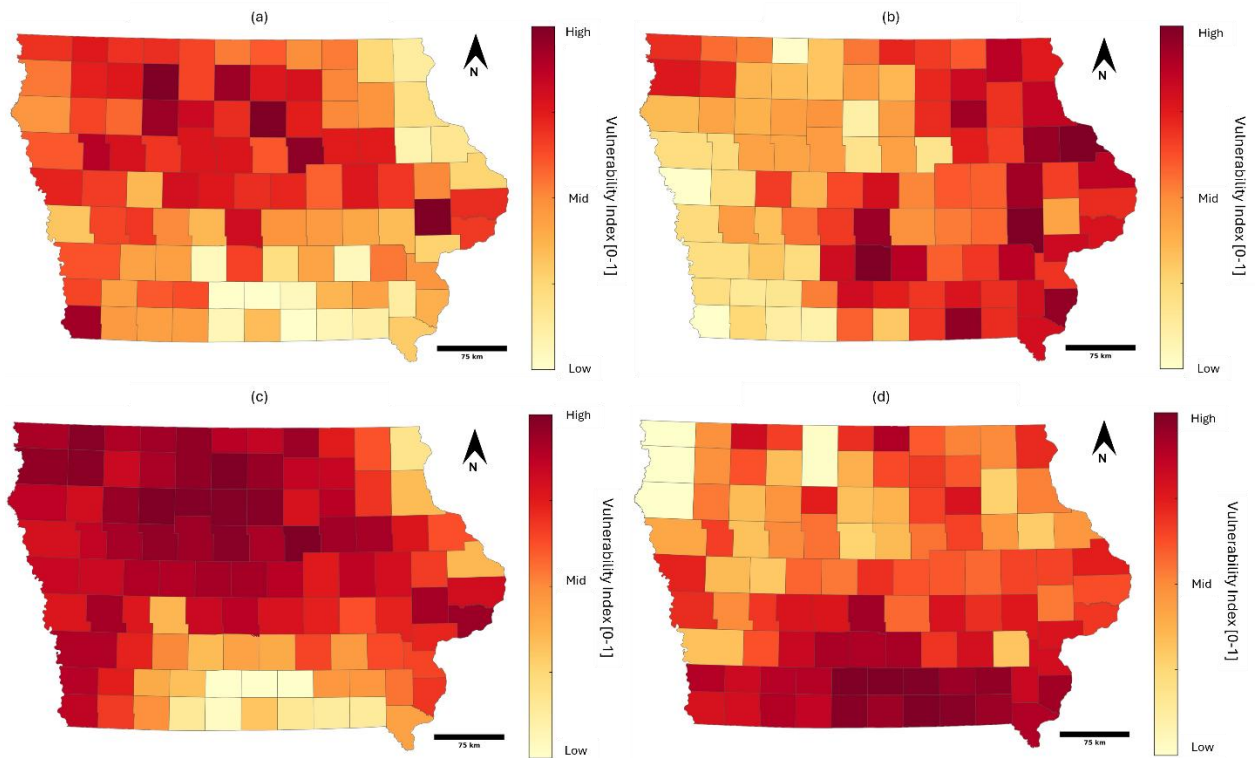 (a)
High
N
Mid
Vulnerability Index [0-1]
Low
75 km
(b)
High
N
Mid
Vulnerability Index [0-1]
Low
75 km
(c)
High
N
Mid
Vulnerability Index [0-1]
Low
75 km
(d)
High
N
Mid
Vulnerability Index [0-1]
Low
75 km